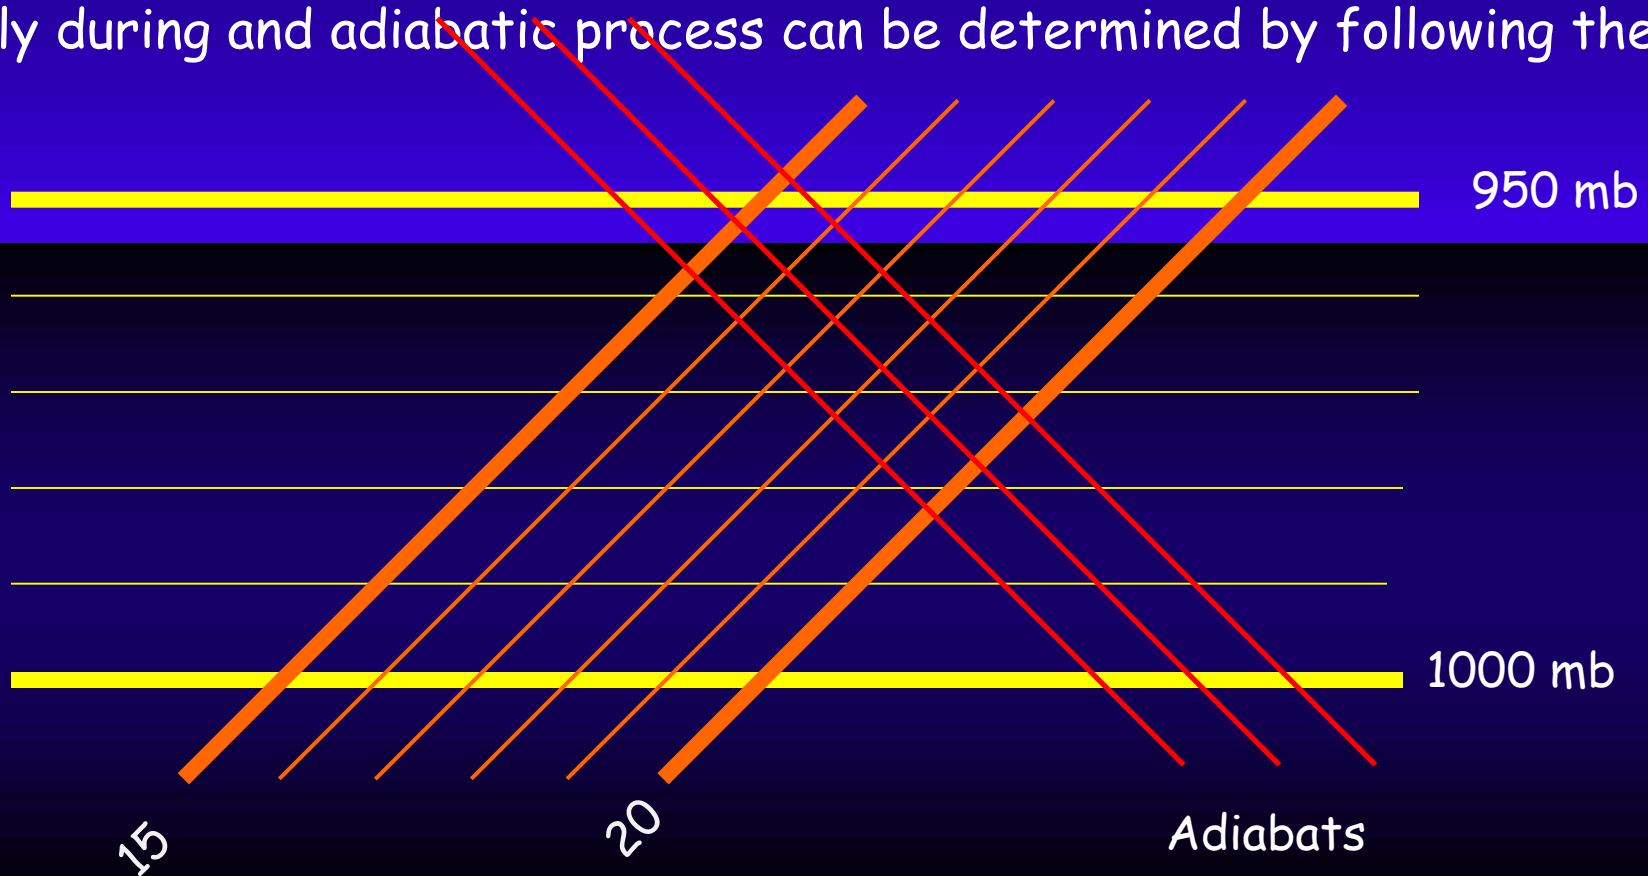 ly during and adiabatic process can be determined by following the
950 mb
1000 mb
15
20
Adiabats